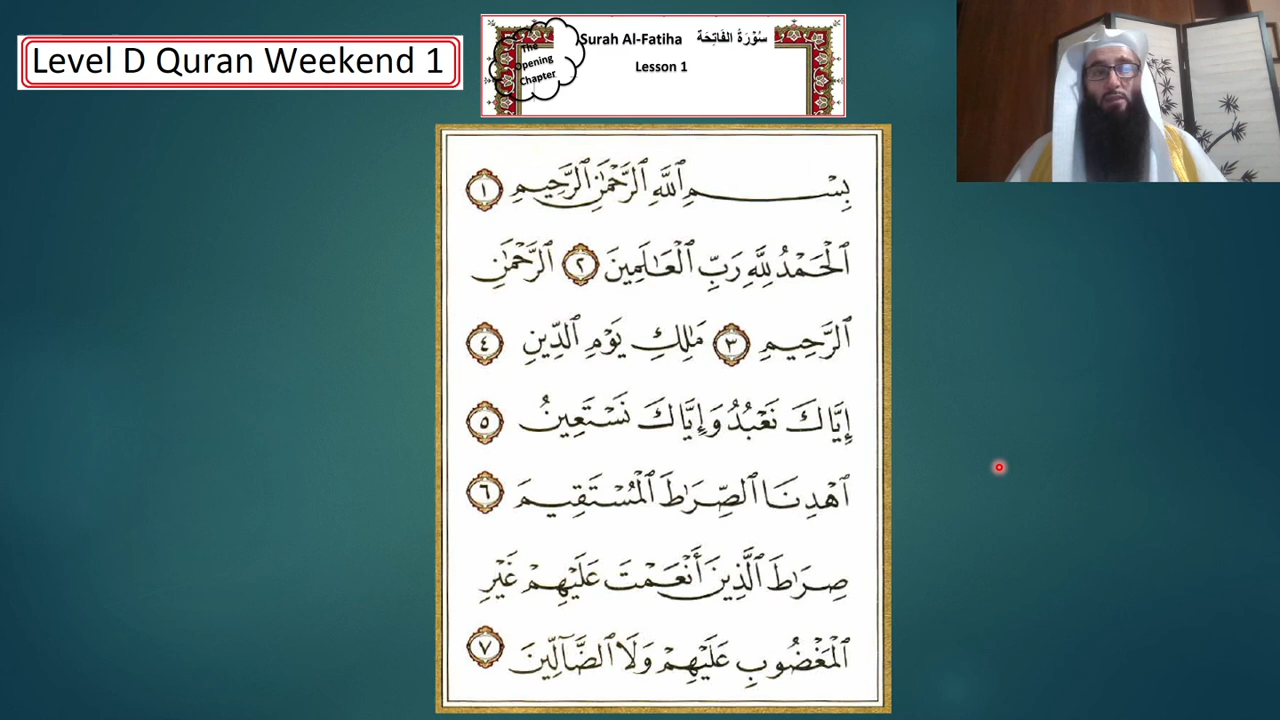 Level D Quran Weekend 1
The
Opening
Chapter
Surah Al-Fatiha سُوْرَةُ الفَاتِحَة
Lesson 1
بِسْمِ ٱللَّهِ ٱلرَّحْمَٰنِ ٱلرَّحِيمِ ١
ٱلْحَمْدُ لِلَّهِ رَبِّ ٱلْعَٰلَمِينَ ٢ ٱلرَّحْمَٰنِ
ٱلرَّحِيمِ ٣ مَٰلِكِ يَوْمِ ٱلدِّينِ ٤
إِيَّاكَ نَعْبُدُ وَإِيَّاكَ نَسْتَعِينُ ٥
ٱهْدِنَا ٱلصِّرَٰطَ ٱلْمُسْتَقِيمَ ٦
صِرَٰطَ ٱلَّذِينَ أَنْعَمْتَ عَلَيْهِمْ غَيْرِ
ٱلْمَغْضُوبِ عَلَيْهِمْ وَلَا ٱلضَّآلِّينَ ٧